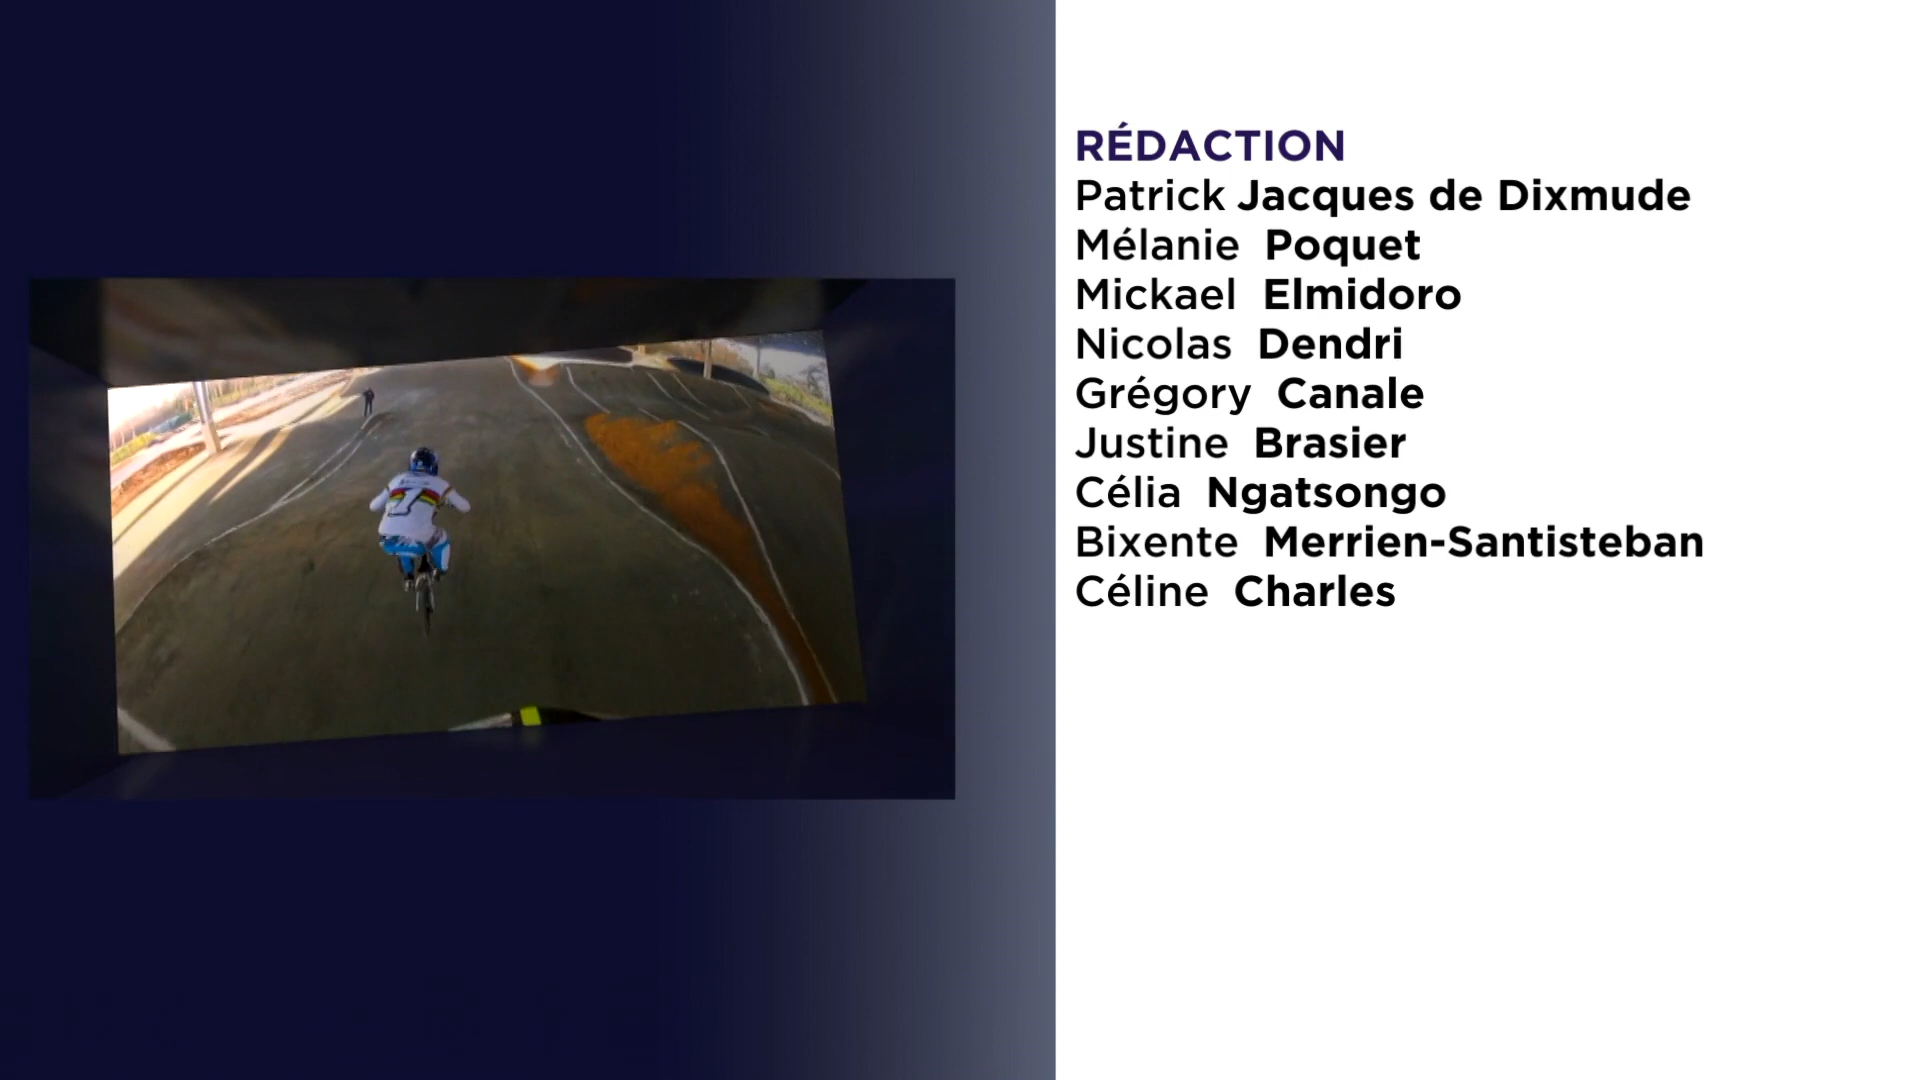 RÉDACTION
Patrick Jacques de Dixmude
Mélanie Poquet
Mickael Elmidoro
Nicolas Dendri
Grégory Canale
Justine Brasier
Célia Ngatsongo
Bixente Merrien-Santisteban
Céline Charles